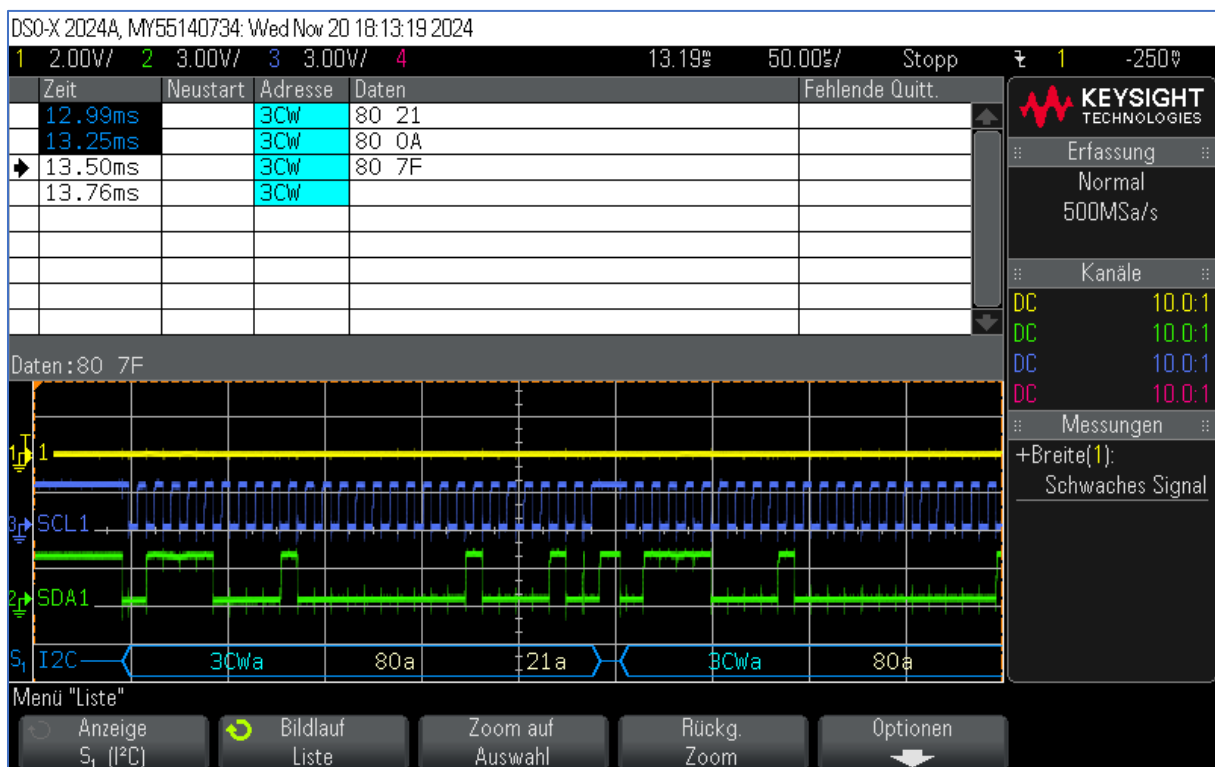 DSO-X 2024A, MY55140734: Wed Nov 20 18:13:19 2024
1 2.00V/ 2 3.00V/ 3 3.00V/ 4 13.19ms 50.00µs/ Stopp 1 -250mV
Zeit Neustart Adresse Daten Fehlende Quitt.
12.99ms 3CW 80 21
13.25ms 3CW 80 0A
13.50ms 3CW 80 7F
13.76ms 3CW
Daten:80 7F
KEYSIGHT
TECHNOLOGIES
Erfassung
Normal
500MSa/s
Kanäle
DC 10.0:1
DC 10.0:1
DC 10.0:1
DC 10.0:1
Messungen
+Breite(1):
Schwaches Signal
1 1
3 SCL1
2 SDA1
S1 I2C 3CWa 80a 21a 3CWa 80a
Menü "Liste"
Anzeige
S1 (I²C)
Bildlauf
Liste
Zoom auf
Auswahl
Rückg.
Zoom
Optionen